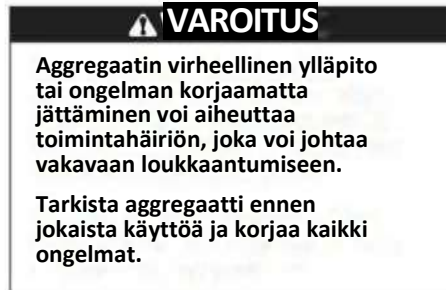 ⚠ VAROITUS
Aggregaatin virheellinen ylläpito
tai ongelman korjaamatta
jättäminen voi aiheuttaa
toimintahäiriön, joka voi johtaa
vakavaan loukkaantumiseen.
Tarkista aggregaatti ennen
jokaista käyttöä ja korjaa kaikki
ongelmat.